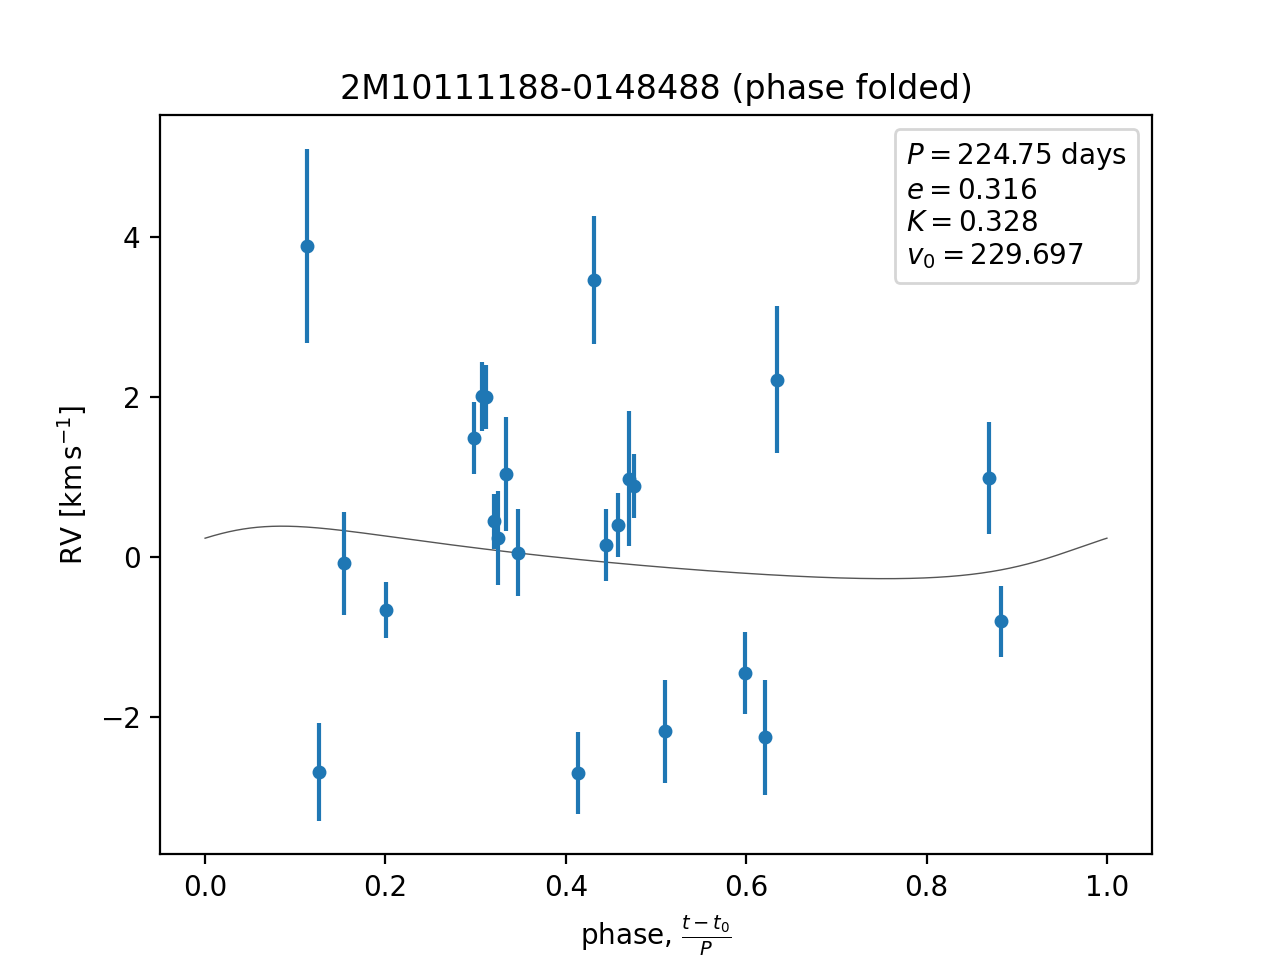 2M10111188-0148488 (phase folded)
P = 224.75 days
e = 0.316
K = 0.328
v₀ = 229.697
4
2
0
−2
RV [km s⁻¹]
0.0 0.2 0.4 0.6 0.8 1.0
phase, (t − t₀)/P